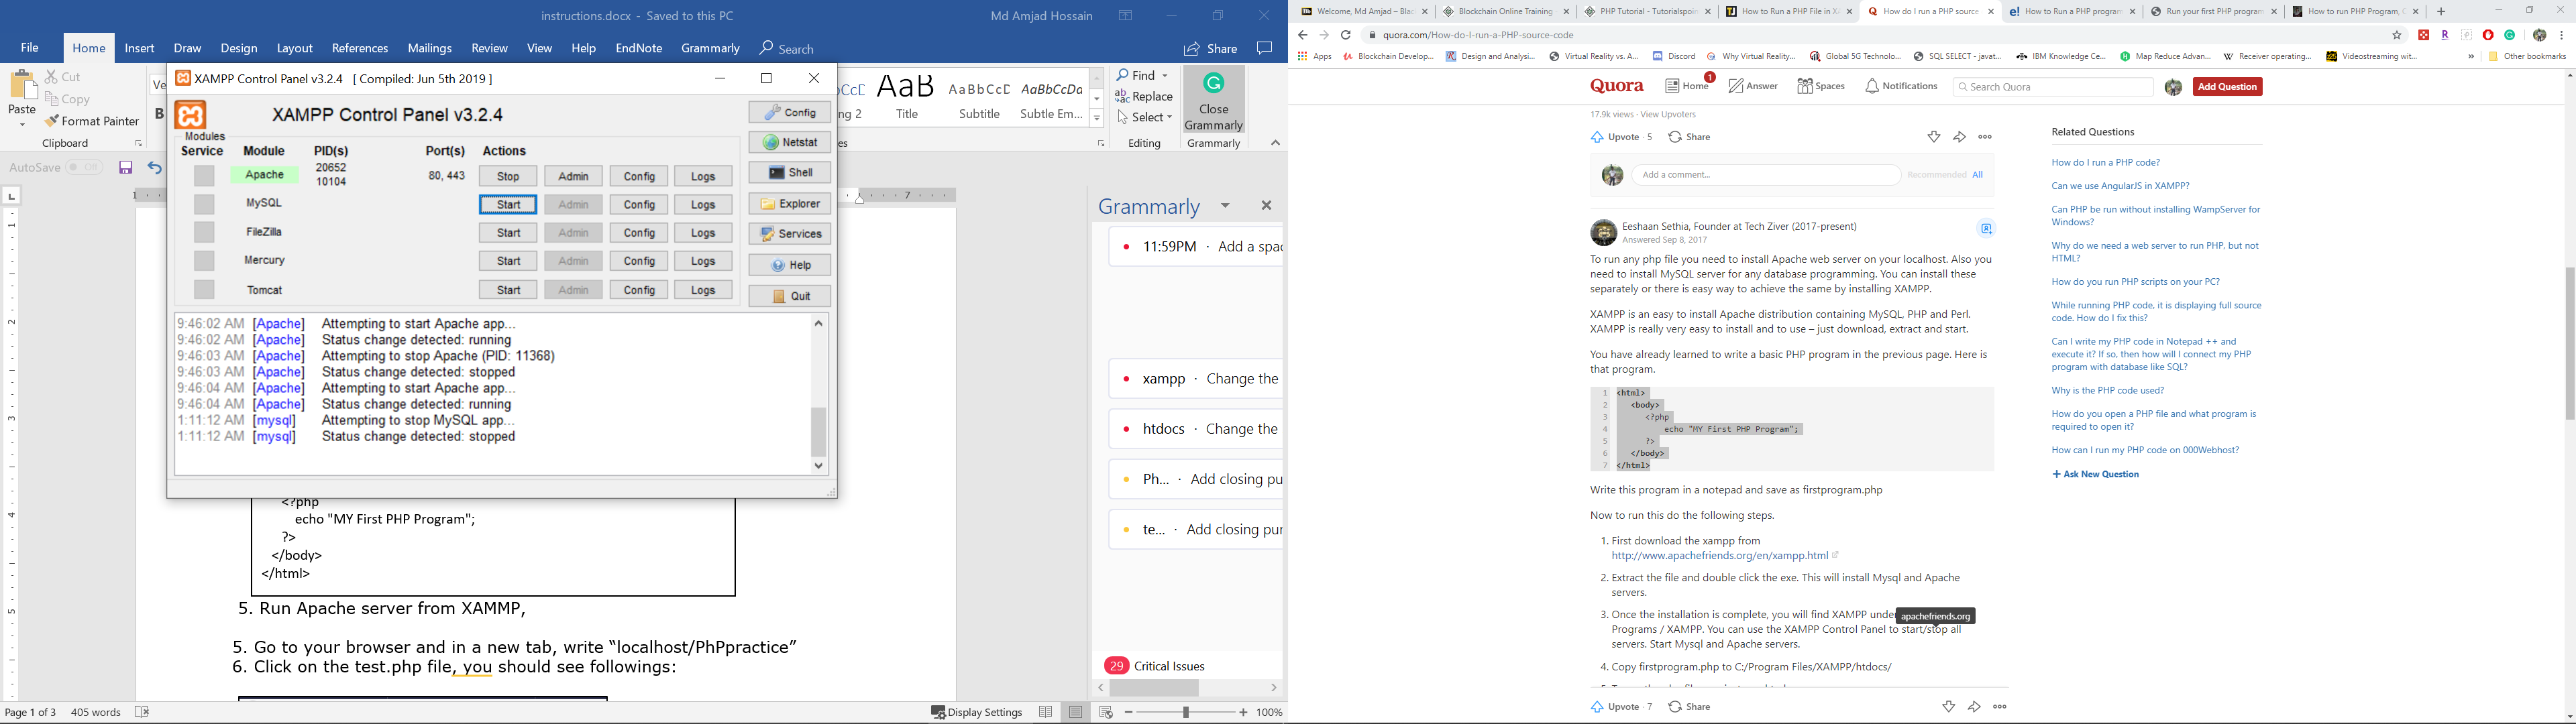 instructions.docx - Saved to this PC
Md Amjad Hossain
File Home Insert Draw Design Layout References Mailings Review View Help EndNote Grammarly Search
Share
XAMPP Control Panel v3.2.4 [ Compiled: Jun 5th 2019 ]
Paste
Cut
Copy
Format Painter
Clipboard
AutoSave Off
XAMPP Control Panel v3.2.4
Modules
Service Module PID(s) Port(s) Actions
Apache 20652 80, 443 Stop Admin Config Logs
10104
MySQL Start Admin Config Logs
FileZilla Start Admin Config Logs
Mercury Start Admin Config Logs
Tomcat Start Admin Config Logs
Config
Netstat
Shell
Explorer
Services
Help
Quit
9:46:02 AM [Apache] Attempting to start Apache app...
9:46:02 AM [Apache] Status change detected: running
9:46:03 AM [Apache] Attempting to stop Apache (PID: 11368)
9:46:03 AM [Apache] Status change detected: stopped
9:46:04 AM [Apache] Attempting to start Apache app...
9:46:04 AM [Apache] Status change detected: running
1:11:12 AM [mysql] Attempting to stop MySQL app...
1:11:12 AM [mysql] Status change detected: stopped
AaB AaBbCcD AaBbCcDd
ng 2 Title Subtitle Subtle Em...
Find
Replace
Select
Editing
Close
Grammarly
Grammarly
<?php
echo "MY First PHP Program";
?>
</body>
</html>
5. Run Apache server from XAMMP,
5. Go to your browser and in a new tab, write “localhost/PhPpractice”
6. Click on the test.php file, you should see followings:
Grammarly
11:59PM · Add a spac
xampp · Change the
htdocs · Change the
Ph... · Add closing pu
te... · Add closing pur
29 Critical Issues
Page 1 of 3 405 words
Display Settings
100%
Welcome, Md Amjad – Blac
Blockchain Online Training
PHP Tutorial - Tutorialspoin
How to Run a PHP File in XA
How do I run a PHP source
How to Run a PHP program
Run your first PHP program
How to run PHP Program, C
quora.com/How-do-I-run-a-PHP-source-code
Apps
Blockchain Develop...
Design and Analysi...
Virtual Reality vs. A...
Discord
Why Virtual Reality...
Global 5G Technolo...
SQL SELECT - javat...
IBM Knowledge Ce...
Map Reduce Advan...
Receiver operating...
Videostreaming wit...
Other bookmarks
Quora Home 1 Answer Spaces Notifications Search Quora Add Question
17.9k views · View Upvoters
Upvote · 5 Share
Add a comment... Recommended All
Eeshaan Sethia, Founder at Tech Ziver (2017-present)
Answered Sep 8, 2017
To run any php file you need to install Apache web server on your localhost. Also you
need to install MySQL server for any database programming. You can install these
separately or there is easy way to achieve the same by installing XAMPP.
XAMPP is an easy to install Apache distribution containing MySQL, PHP and Perl.
XAMPP is really very easy to install and to use – just download, extract and start.
You have already learned to write a basic PHP program in the previous page. Here is
that program.
1 <html>
2 <body>
3 <?php
4 echo "MY First PHP Program";
5 ?>
6 </body>
7 </html>
Write this program in a notepad and save as firstprogram.php
Now to run this do the following steps.
1. First download the xampp from
http://www.apachefriends.org/en/xampp.html
2. Extract the file and double click the exe. This will install Mysql and Apache
servers.
3. Once the installation is complete, you will find XAMPP under
apachefriends.org
Programs / XAMPP. You can use the XAMPP Control Panel to start/stop all
servers. Start Mysql and Apache servers.
4. Copy firstprogram.php to C:/Program Files/XAMPP/htdocs/
Upvote · 7 Share
Related Questions
How do I run a PHP code?
Can we use AngularJS in XAMPP?
Can PHP be run without installing WampServer for
Windows?
Why do we need a web server to run PHP, but not
HTML?
How do you run PHP scripts on your PC?
While running PHP code, it is displaying full source
code. How do I fix this?
Can I write my PHP code in Notepad ++ and
execute it? If so, then how will I connect my PHP
program with database like SQL?
Why is the PHP code used?
How do you open a PHP file and what program is
required to open it?
How can I run my PHP code on 000Webhost?
+ Ask New Question